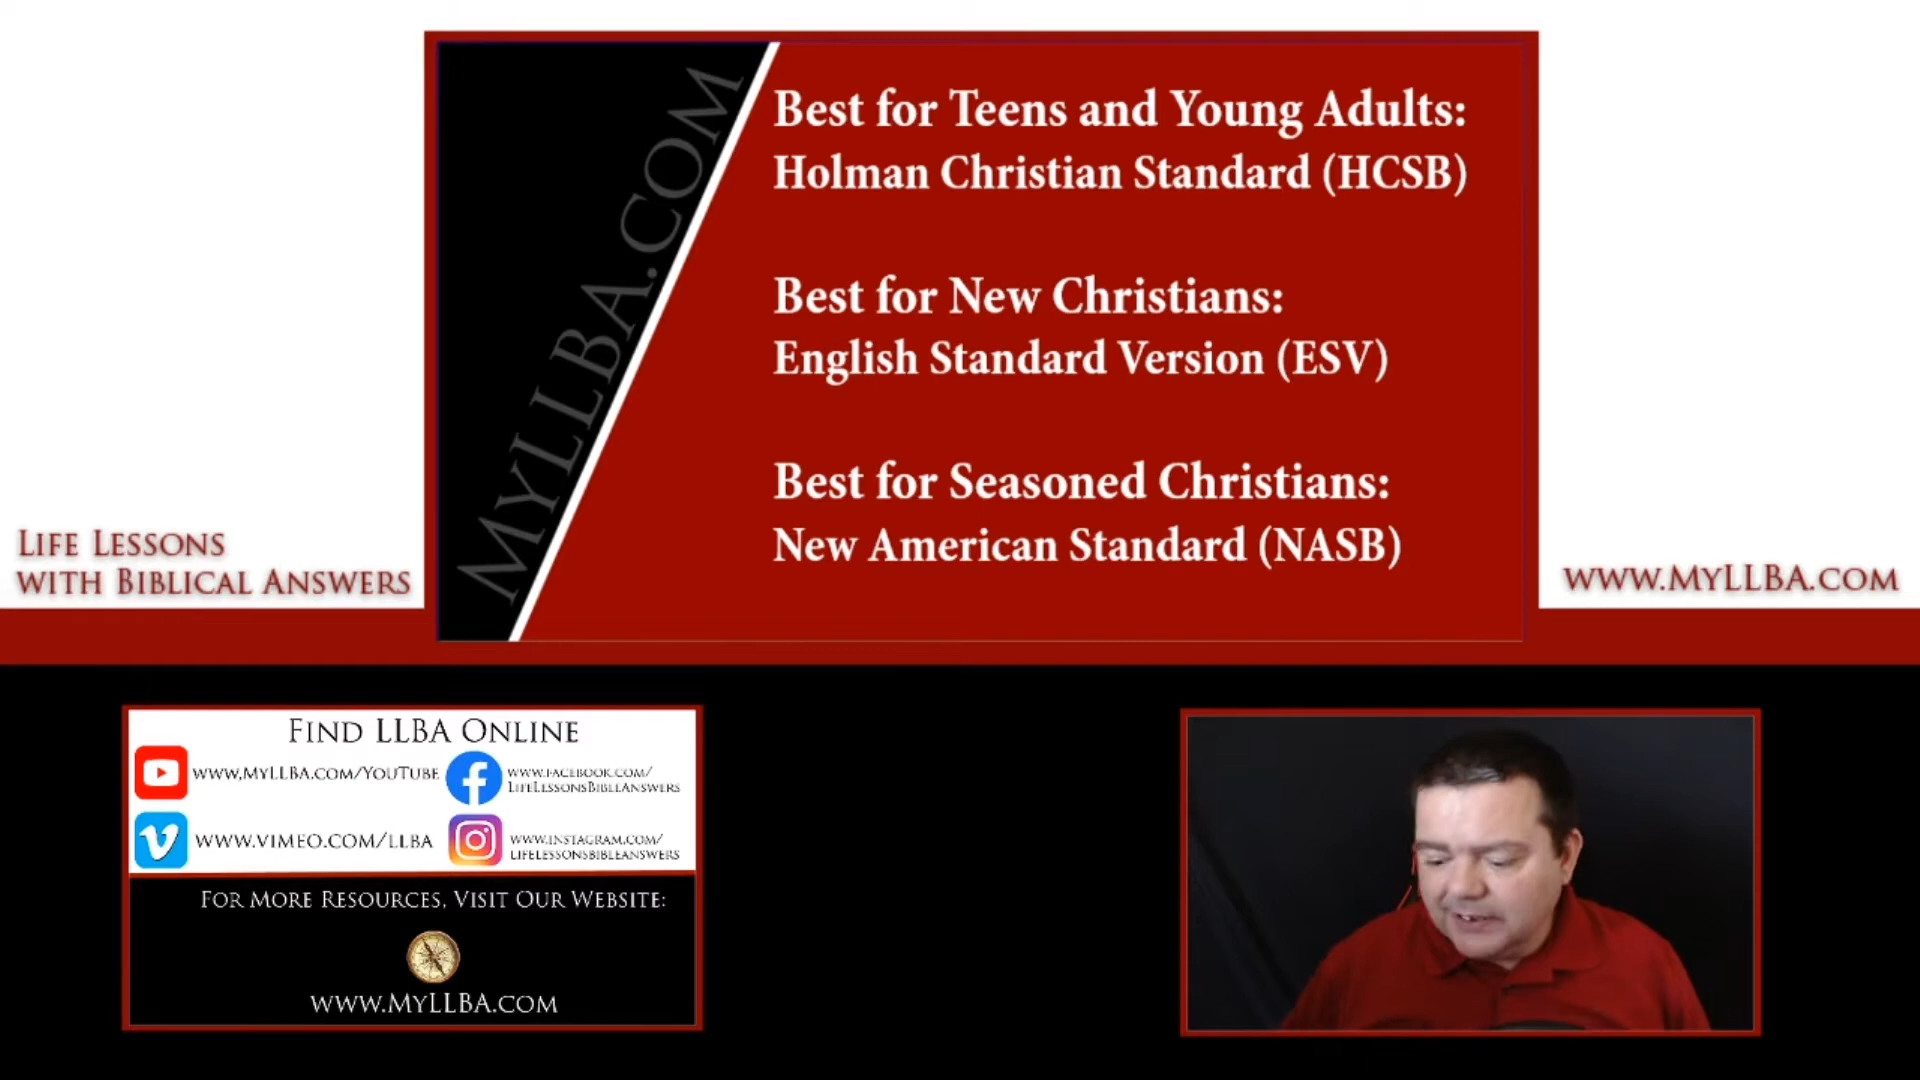 Best for Teens and Young Adults:
Holman Christian Standard (HCSB)
Best for New Christians:
English Standard Version (ESV)
Best for Seasoned Christians:
New American Standard (NASB)
MYLLBA.COM
LIFE LESSONS
WITH BIBLICAL ANSWERS
WWW.MYLLBA.COM
FIND LLBA ONLINE
WWW.MYLLBA.COM/YOUTUBE
WWW.FACEBOOK.COM/
LIFELESSONSBIBLEANSWERS
WWW.VIMEO.COM/LLBA
WWW.INSTAGRAM.COM/
LIFELESSONSBIBLEANSWERS
FOR MORE RESOURCES, VISIT OUR WEBSITE:
WWW.MYLLBA.COM